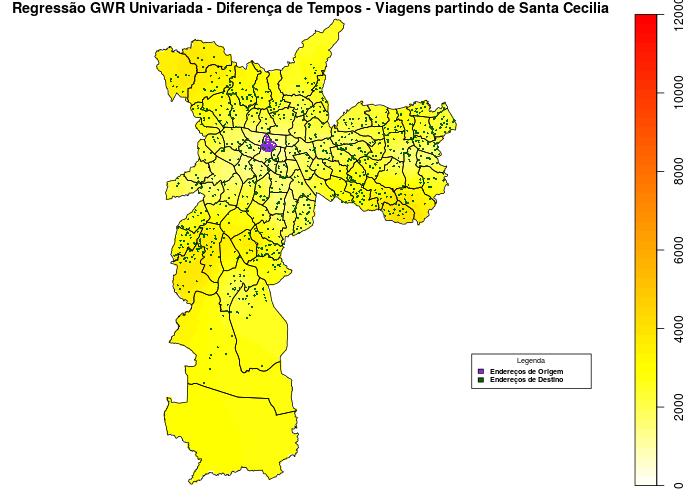 Regressão GWR Univariada - Diferença de Tempos - Viagens partindo de Santa Cecilia
12000
10000
8000
6000
4000
2000
0
Legenda
Endereços de Origem
Endereços de Destino